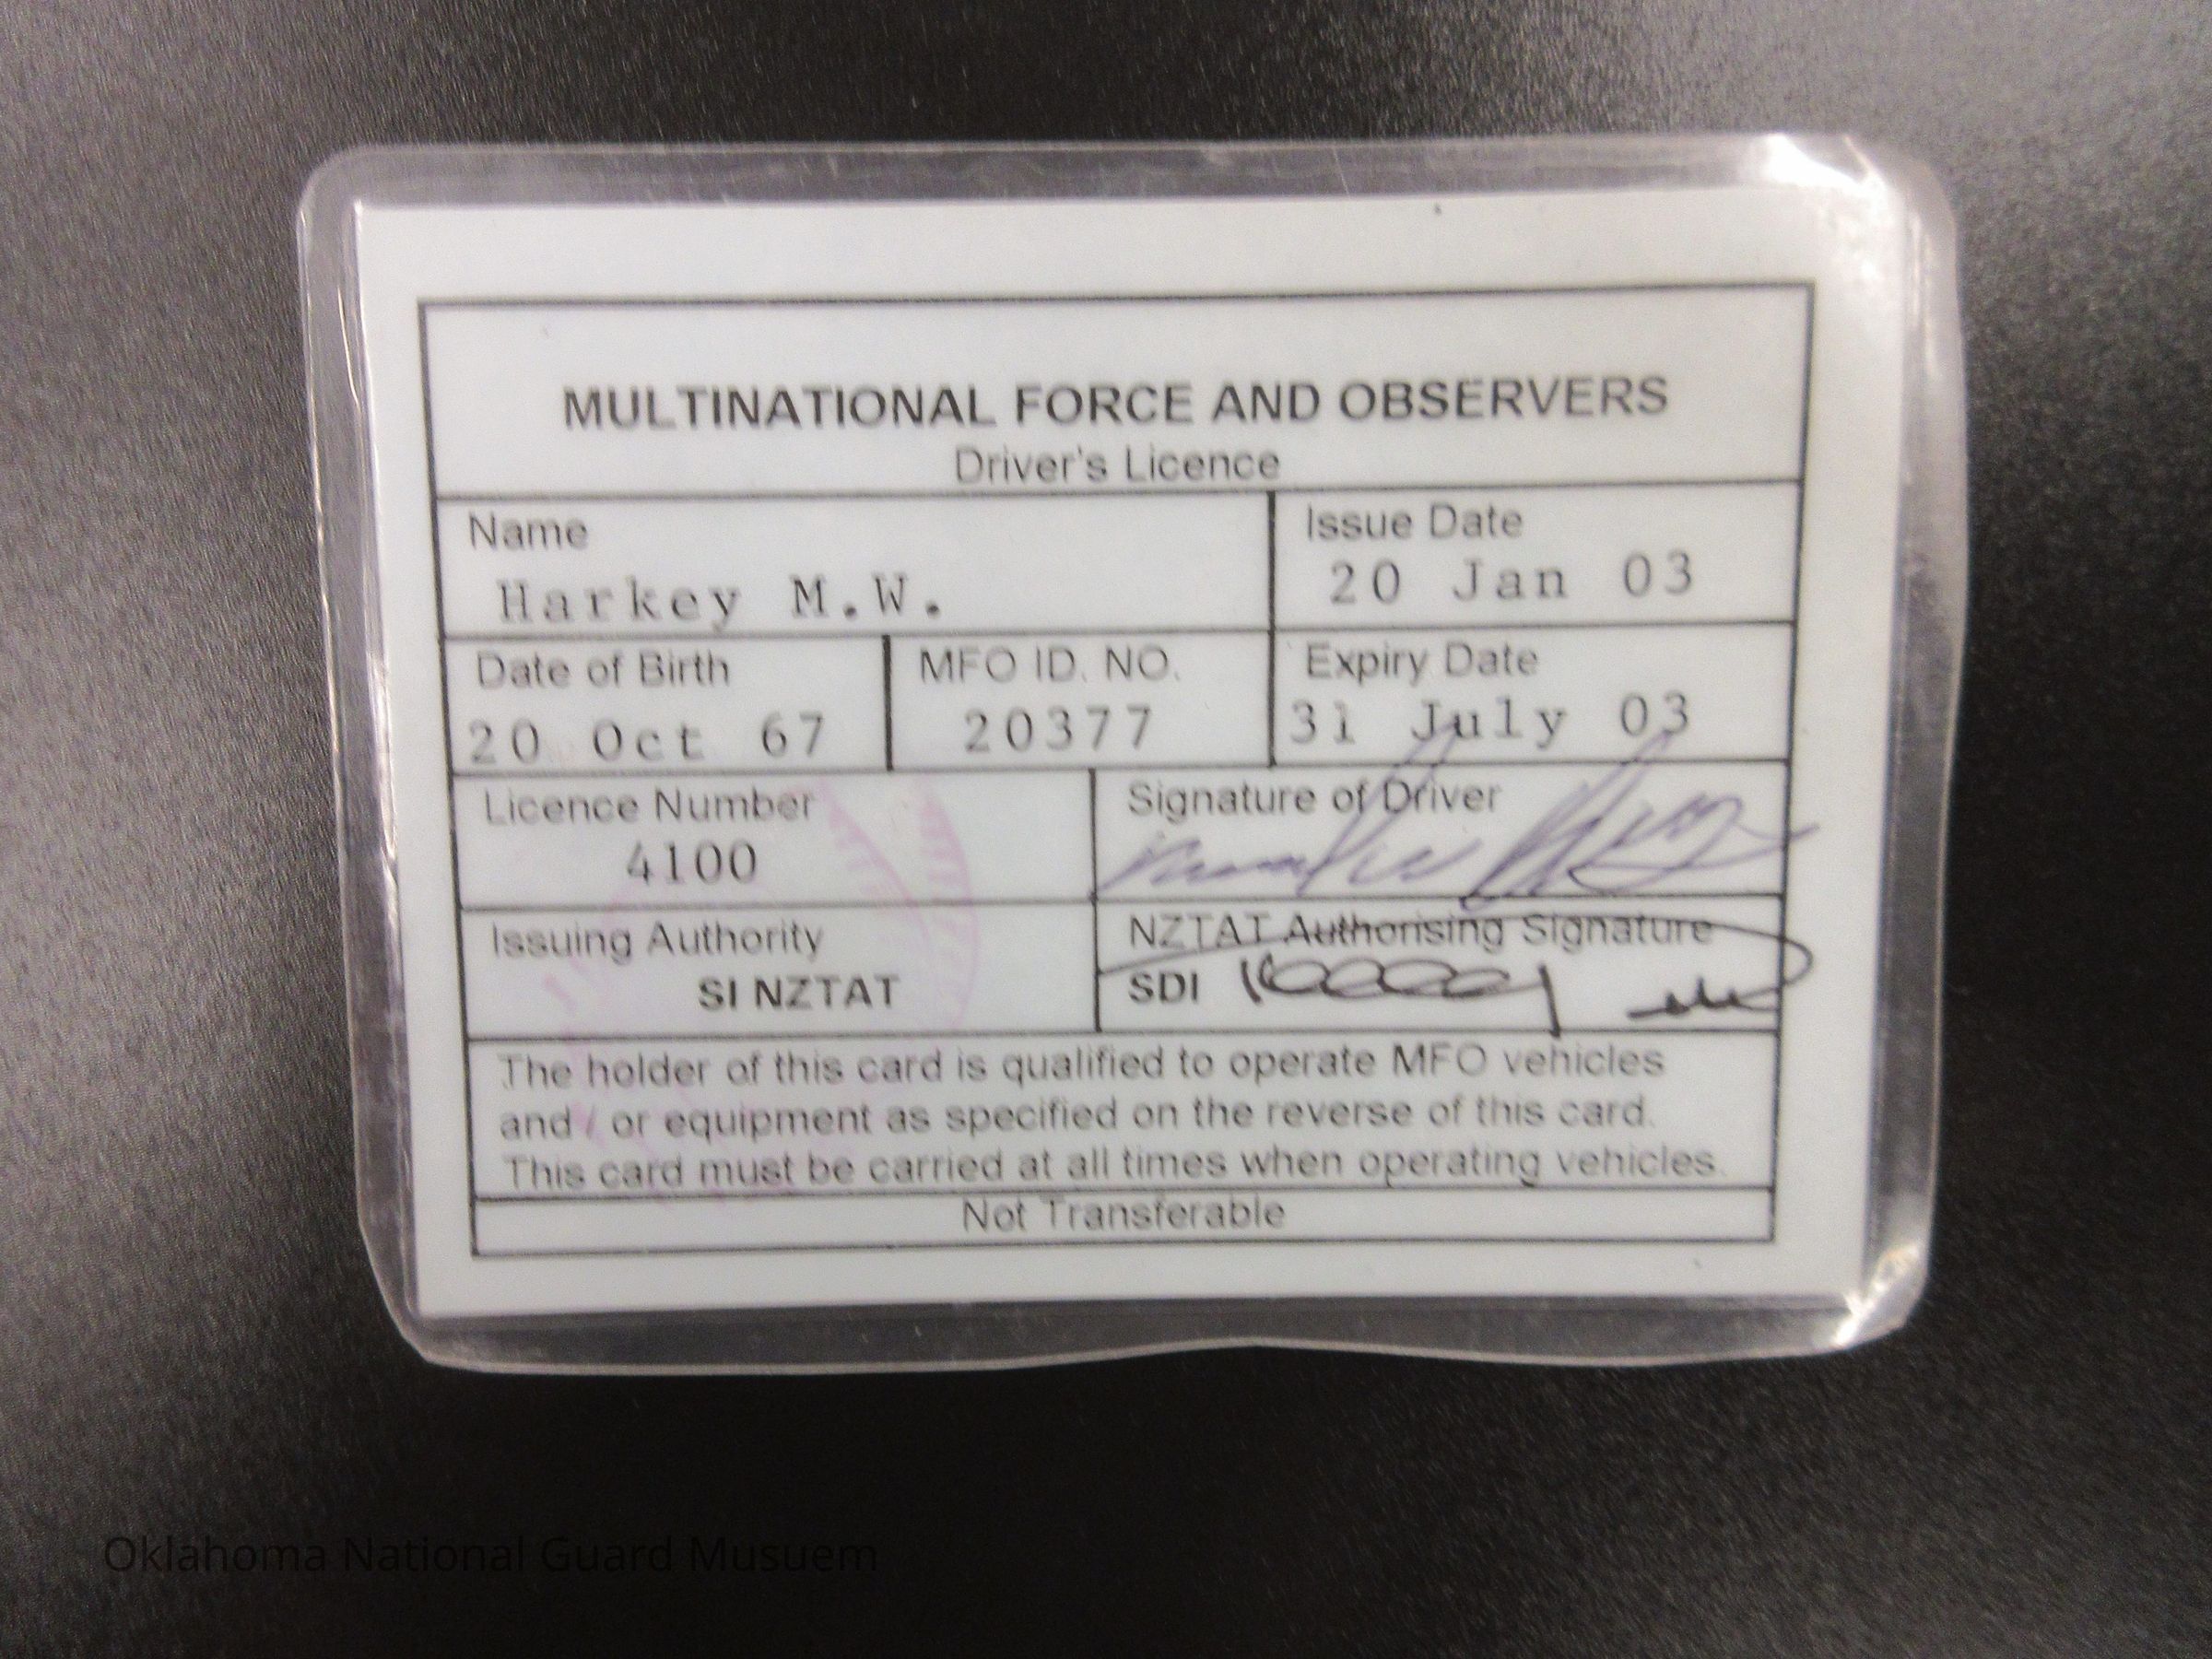 MULTINATIONAL FORCE AND OBSERVERS
Driver's Licence
Name
Harkey M.W.
Issue Date
20 Jan 03
Date of Birth
20 Oct 67
MFO ID. NO.
20377
Expiry Date
31 July 03
Licence Number
4100
Signature of Driver
Issuing Authority
SI NZTAT
NZTAT Authorising Signature
SDI
The holder of this card is qualified to operate MFO vehicles
and / or equipment as specified on the reverse of this card.
This card must be carried at all times when operating vehicles.
Not Transferable
Oklahoma National Guard Musuem